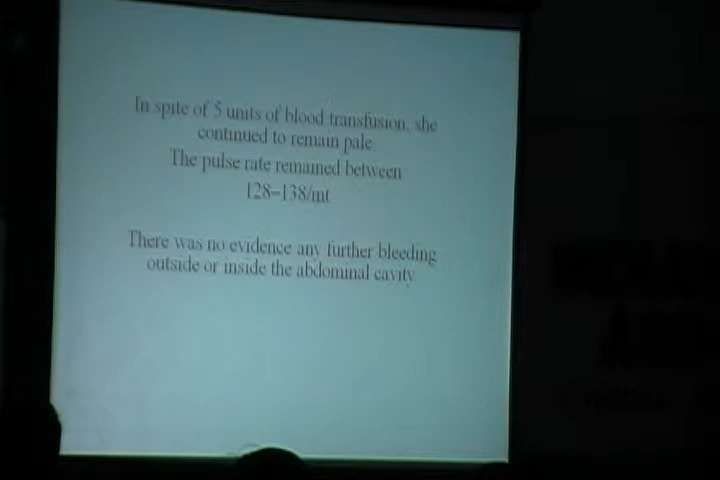 In spite of 5 units of blood transfusion, she
continued to remain pale.
The pulse rate remained between
128–138/mt
There was no evidence any further bleeding
outside or inside the abdominal cavity.